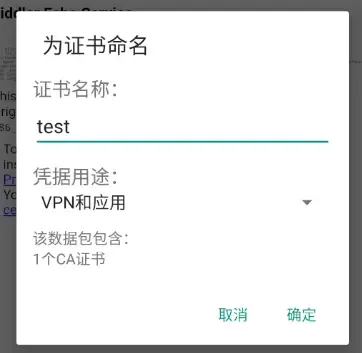 iddler Echo Service
为证书命名
证书名称：
test
凭据用途：
VPN和应用
该数据包包含：
1个CA证书
取消
确定
his
rig
86
To
ins
Pr
Yo
ce